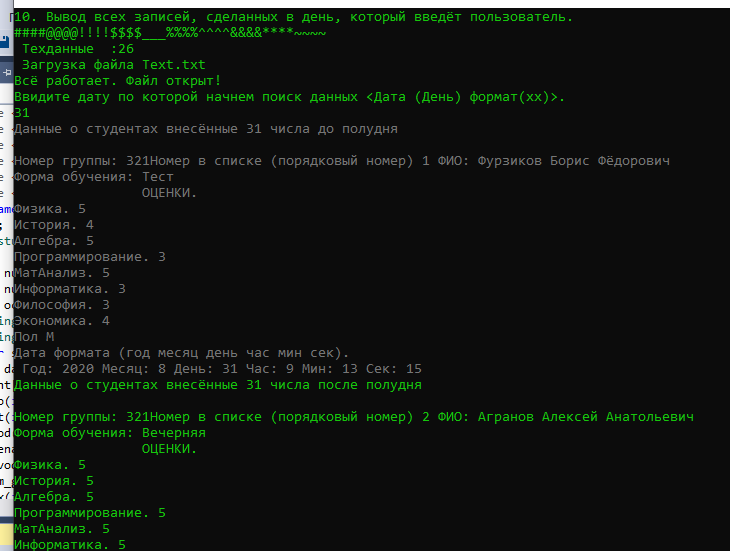 10. Вывод всех записей, сделанных в день, который введёт пользователь.
####@@@@!!!!$$$$___%%%%^^^^&&&&****~~~~
Техданные :26
Загрузка файла Text.txt
Всё работает. Файл открыт!
Ввидите дату по которой начнем поиск данных <Дата (День) формат(xx)>.
31
Данные о студентах внесённые 31 числа до полудня
Номер группы: 321Номер в списке (порядковый номер) 1 ФИО: Фурзиков Борис Фёдорович
Форма обучения: Тест
ОЦЕНКИ.
Физика. 5
История. 4
Алгебра. 5
Программирование. 3
МатАнализ. 5
Информатика. 3
Философия. 3
Экономика. 4
Пол М
Дата формата (год месяц день час мин сек).
Год: 2020 Месяц: 8 День: 31 Час: 9 Мин: 13 Сек: 15
Данные о студентах внесённые 31 числа после полудня
Номер группы: 321Номер в списке (порядковый номер) 2 ФИО: Агранов Алексей Анатольевич
Форма обучения: Вечерняя
ОЦЕНКИ.
Физика. 5
История. 5
Алгебра. 5
Программирование. 5
МатАнализ. 5
Информатика. 5